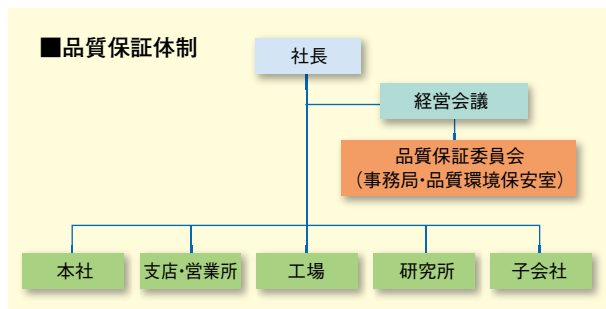 ■品質保証体制
社長
経営会議
品質保証委員会
（事務局・品質環境保安室）
本社
支店・営業所
工場
研究所
子会社